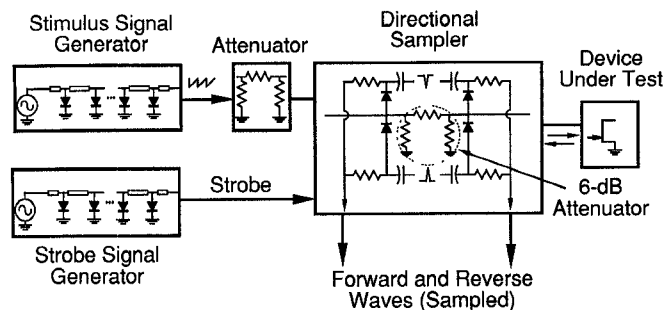 Stimulus Signal
Generator
Attenuator
Directional
Sampler
Device
Under Test
Strobe
6-dB
Attenuator
Strobe Signal
Generator
Forward and Reverse
Waves (Sampled)